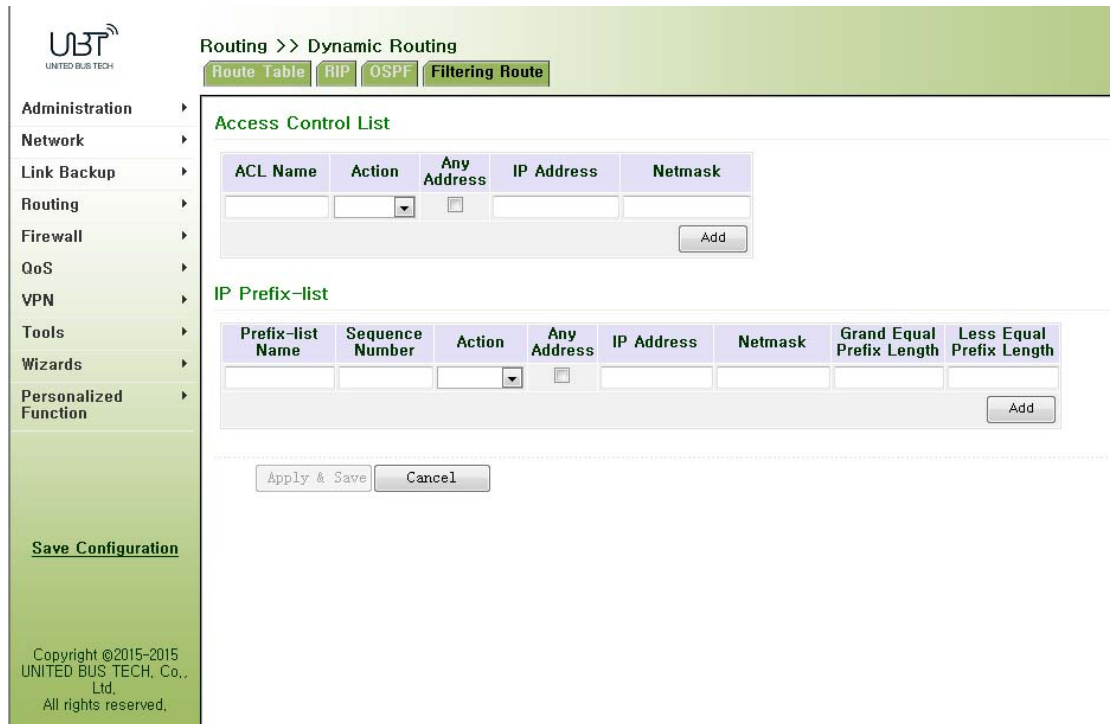 UBT
UNITED BUS TECH
Routing >> Dynamic Routing
Route Table RIP OSPF Filtering Route
Administration
Network
Link Backup
Routing
Firewall
QoS
VPN
Tools
Wizards
Personalized
Function
Save Configuration
Copyright ©2015-2015
UNITED BUS TECH. Co.,
Ltd.
All rights reserved.
Access Control List
ACL Name Action Any Address IP Address Netmask
Add
IP Prefix-list
Prefix-list Name Sequence Number Action Any Address IP Address Netmask Grand Equal Prefix Length Less Equal Prefix Length
Add
Apply & Save Cancel